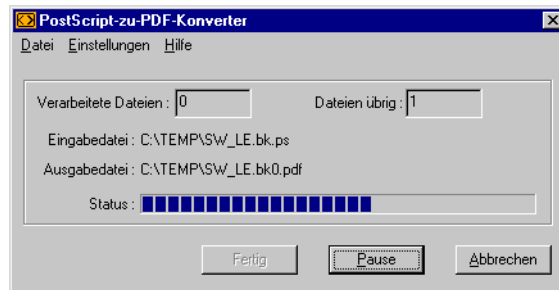 PostScript-zu-PDF-Konverter
Datei Einstellungen Hilfe
Verarbeitete Dateien : 0 Dateien übrig : 1
Eingabedatei : C:\TEMP\SW_LE.bk.ps
Ausgabedatei : C:\TEMP\SW_LE.bk0.pdf
Status :
Fertig Pause Abbrechen